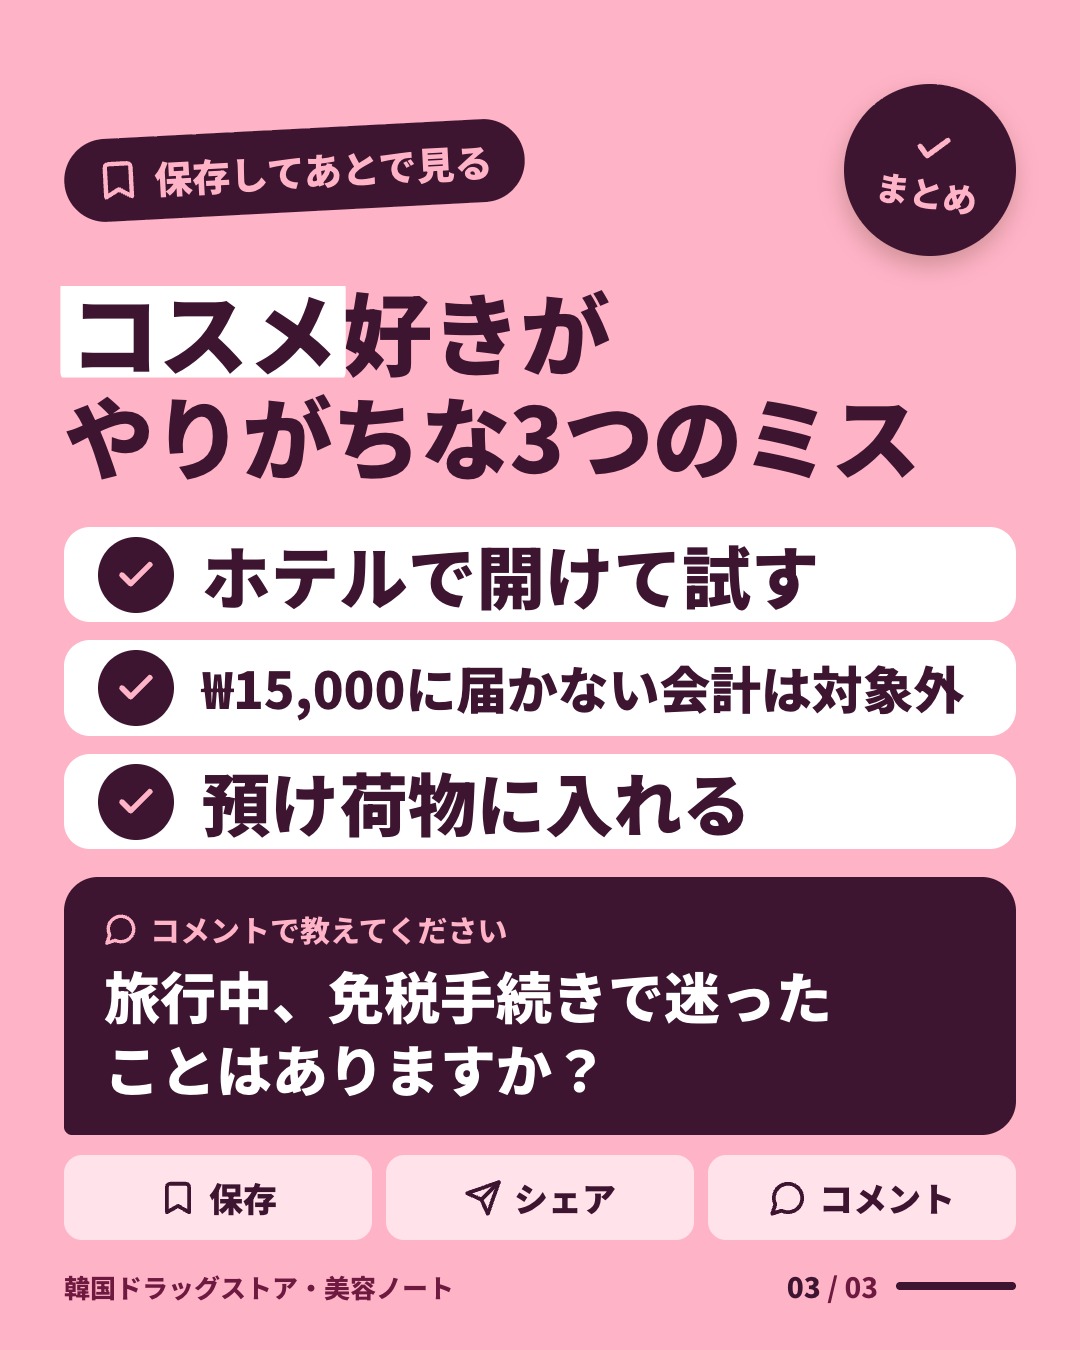 保存してあとで見る
まとめ
コスメ好きが
やりがちな3つのミス
ホテルで開けて試す
₩15,000に届かない会計は対象外
預け荷物に入れる
コメントで教えてください
旅行中、免税手続きで迷った
ことはありますか？
保存
シェア
コメント
韓国ドラッグストア・美容ノート
03 / 03